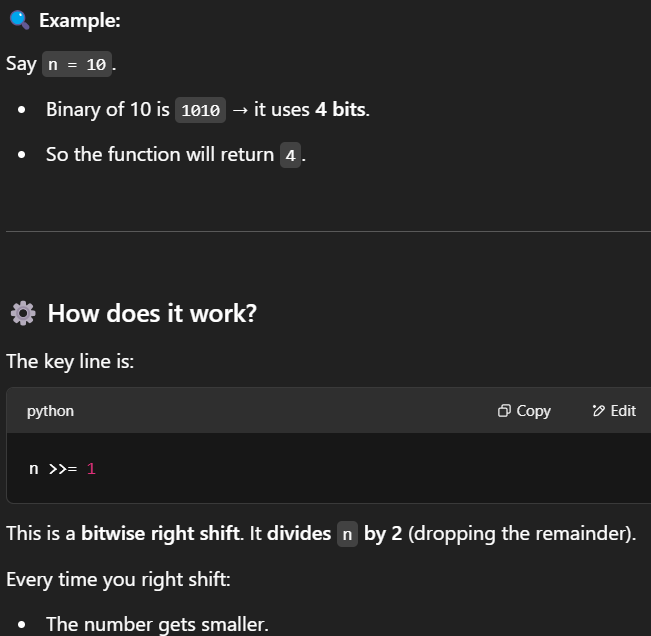 Example:
Say n = 10.
• Binary of 10 is 1010 → it uses 4 bits.
• So the function will return 4.
How does it work?
The key line is:
python Copy Edit
n >>= 1
This is a bitwise right shift. It divides n by 2 (dropping the remainder).
Every time you right shift:
• The number gets smaller.